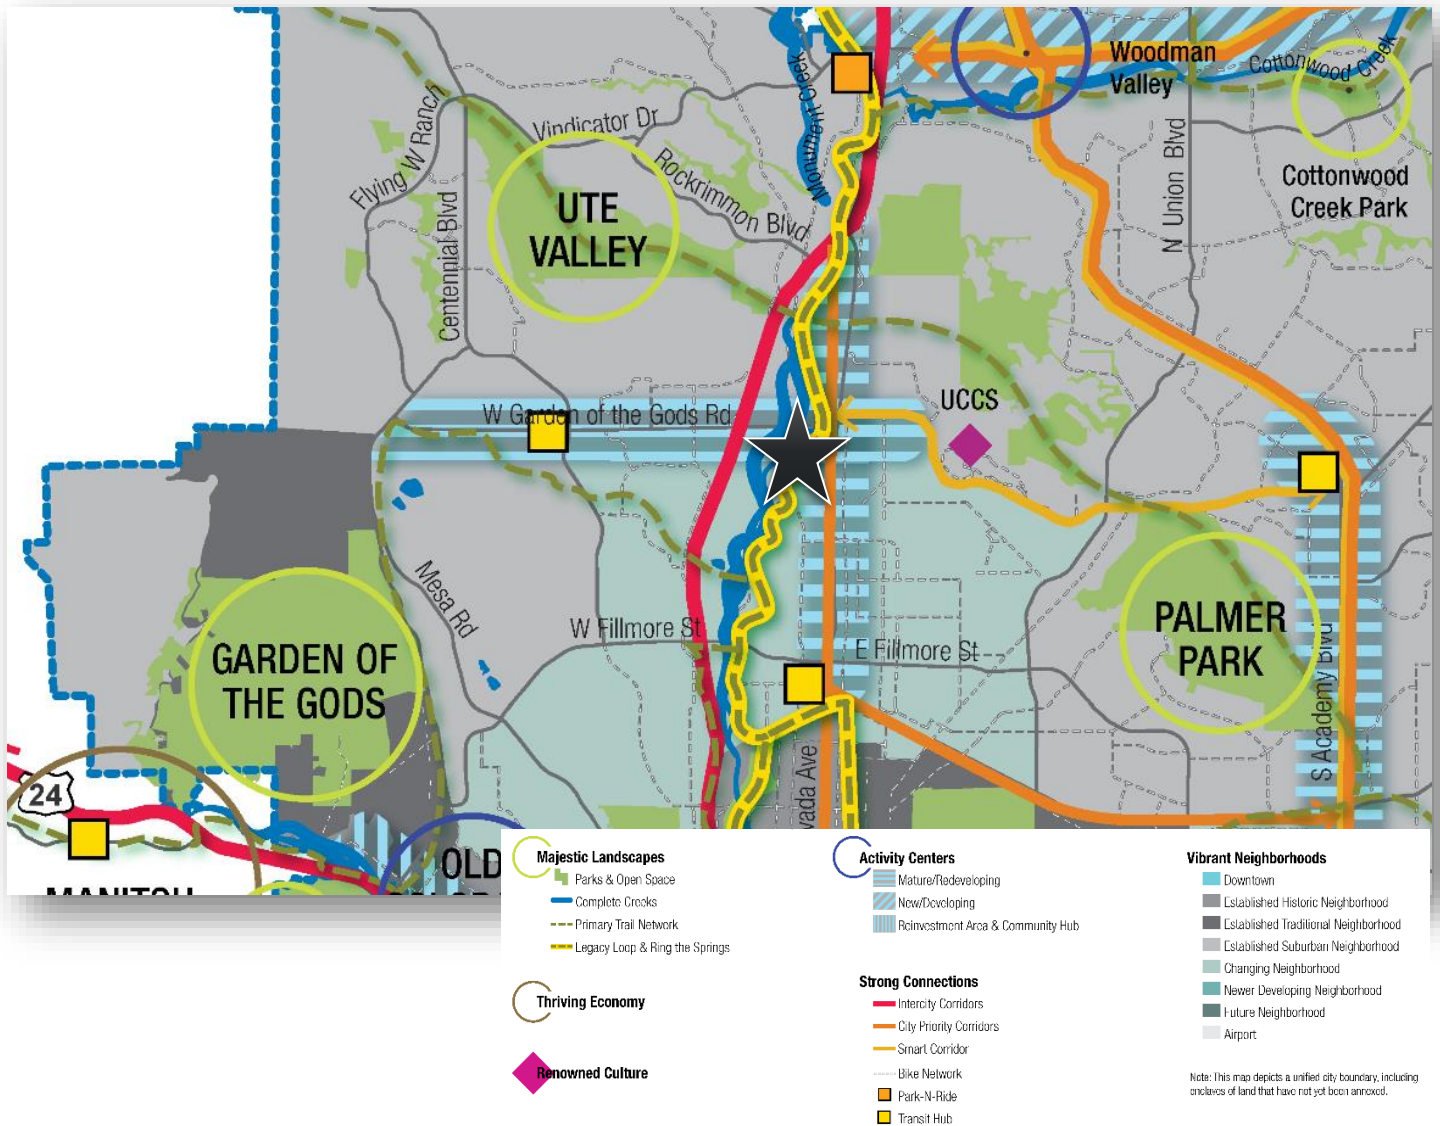 Woodman
Valley
Cottonwood Creek
Monument Creek
Flying W Ranch
Vindicator Dr
Rockrimmon Blvd
N Union Blvd
Cottonwood
Creek Park
UTE
VALLEY
Centennial Blvd
UCCS
W Garden of the Gods Rd
Mesa Rd
W Fillmore St
E Fillmore St
PALMER
PARK
GARDEN OF
THE GODS
S Academy Blvd
vada Ave
24
OLD
MANITOU
Majestic Landscapes
Parks & Open Space
Complete Creeks
Primary Trail Network
Legacy Loop & Ring the Springs
Thriving Economy
Renowned Culture
Activity Centers
Mature/Redeveloping
New/Developing
Reinvestment Area & Community Hub
Strong Connections
Intercity Corridors
City Priority Corridors
Smart Corridor
Bike Network
Park-N-Ride
Transit Hub
Vibrant Neighborhoods
Downtown
Established Historic Neighborhood
Established Traditional Neighborhood
Established Suburban Neighborhood
Changing Neighborhood
Newer Developing Neighborhood
Future Neighborhood
Airport
Note: This map depicts a unified city boundary, including
enclaves of land that have not yet been annexed.